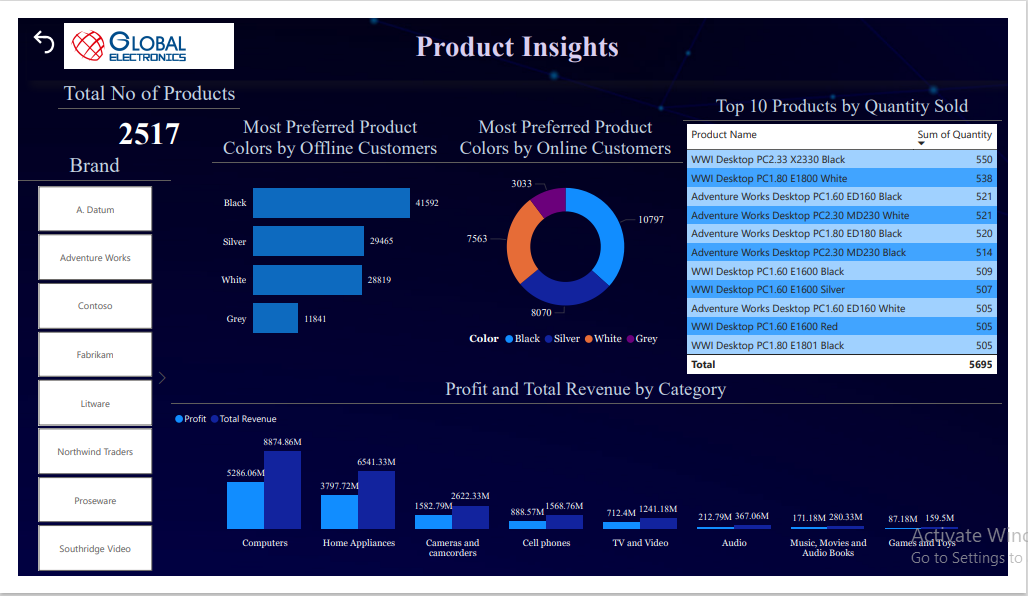 GLOBAL
ELECTRONICS
Product Insights
Total No of Products
2517
Brand
A. Datum
Adventure Works
Contoso
Fabrikam
Litware
Northwind Traders
Proseware
Southridge Video
Most Preferred Product
Colors by Offline Customers
Black 41592
Silver 29465
White 28819
Grey 11841
Most Preferred Product
Colors by Online Customers
3033
10797
7563
8070
Color Black Silver White Grey
Top 10 Products by Quantity Sold
Product Name Sum of Quantity
WWI Desktop PC2.33 X2330 Black 550
WWI Desktop PC1.80 E1800 White 538
Adventure Works Desktop PC1.60 ED160 Black 521
Adventure Works Desktop PC2.30 MD230 White 521
Adventure Works Desktop PC1.80 ED180 Black 520
Adventure Works Desktop PC2.30 MD230 Black 514
WWI Desktop PC1.60 E1600 Black 509
WWI Desktop PC1.60 E1600 Silver 507
Adventure Works Desktop PC1.60 ED160 White 505
WWI Desktop PC1.60 E1600 Red 505
WWI Desktop PC1.80 E1801 Black 505
Total 5695
Profit and Total Revenue by Category
Profit Total Revenue
5286.06M 8874.86M
3797.72M 6541.33M
1582.79M 2622.33M
888.57M 1568.76M
712.4M 1241.18M
212.79M 367.06M
171.18M 280.33M
87.18M 159.5M
Computers
Home Appliances
Cameras and
camcorders
Cell phones
TV and Video
Audio
Music, Movies and
Audio Books
Games and Toys
Activate Win
Go to Settings to